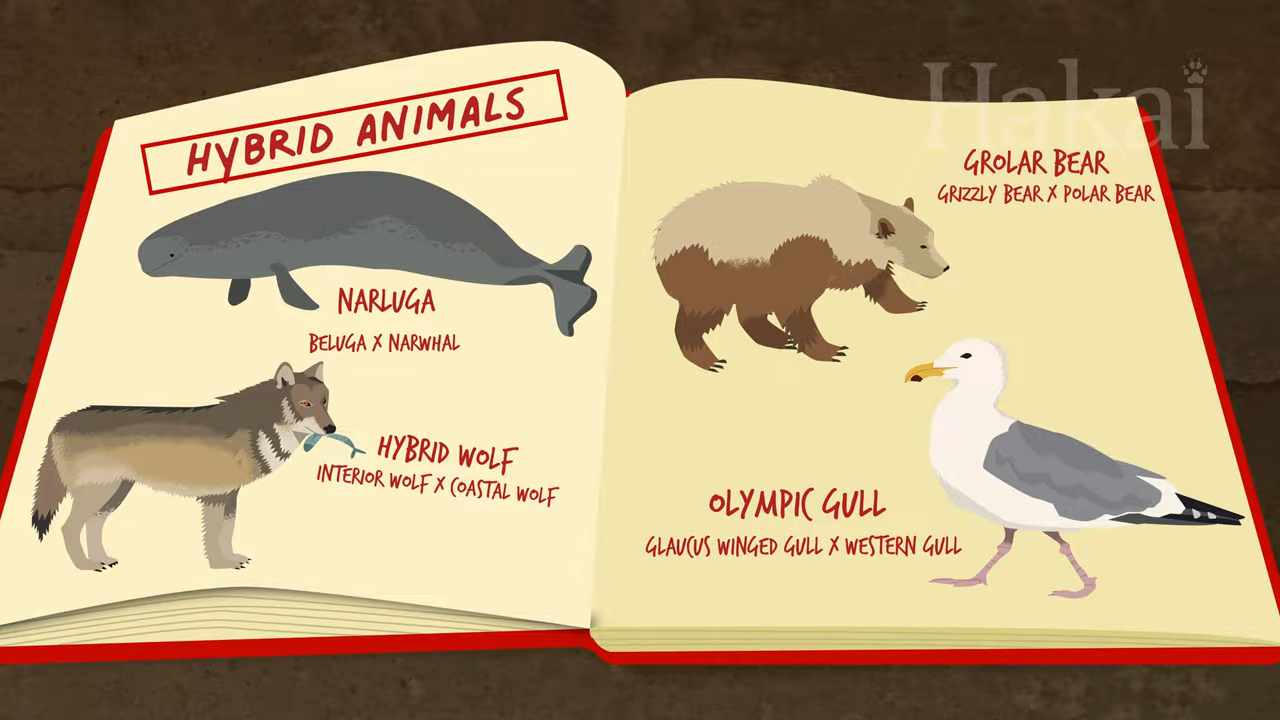 HYBRID ANIMALS
NARLUGA
BELUGA X NARWHAL
HYBRID WOLF
INTERIOR WOLF X COASTAL WOLF
Hakai
GROLAR BEAR
GRIZZLY BEAR X POLAR BEAR
OLYMPIC GULL
GLAUCUS WINGED GULL X WESTERN GULL